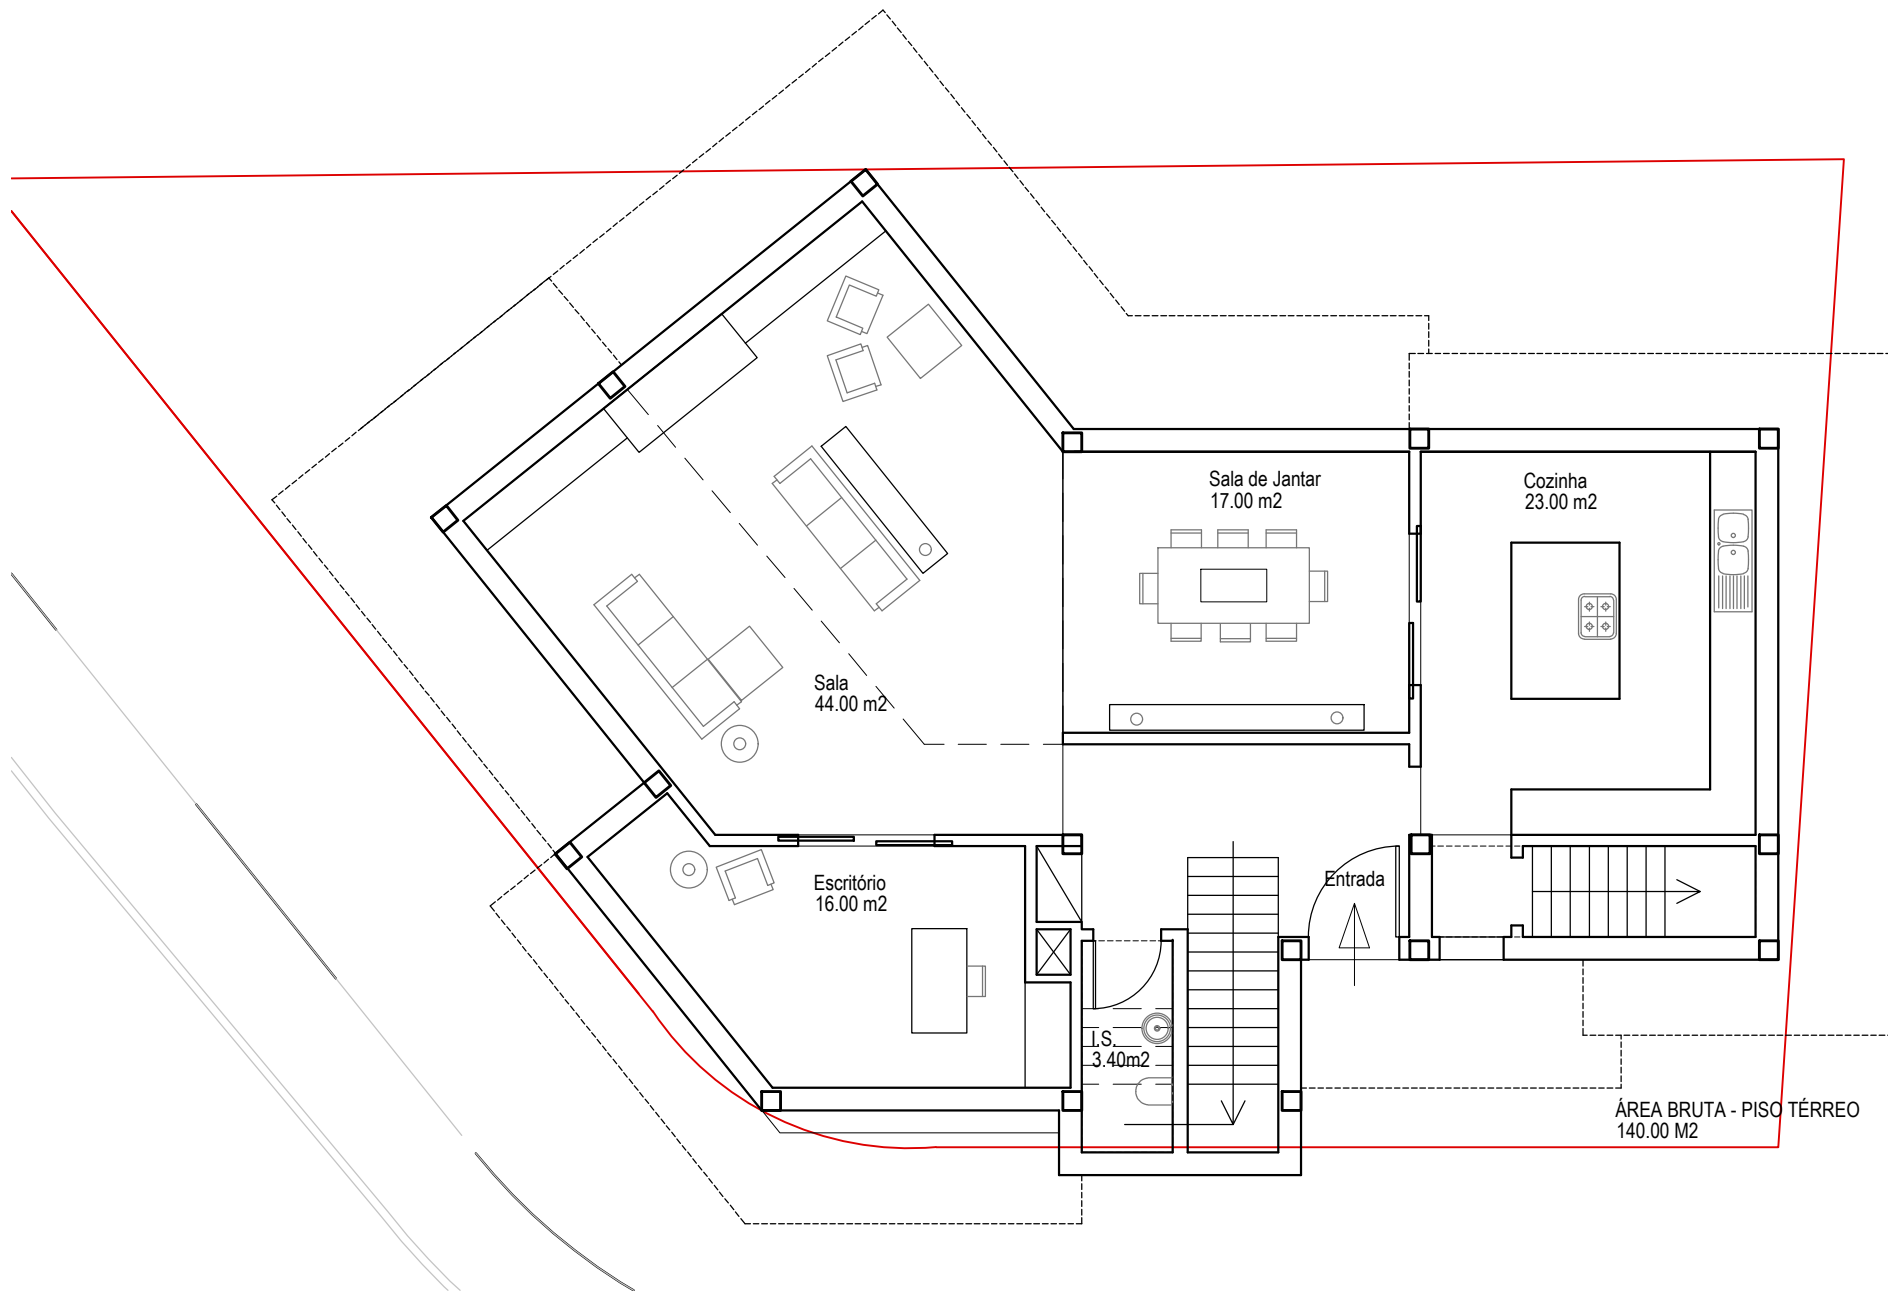 Sala de Jantar
17.00 m2
Cozinha
23.00 m2
Sala
44.00 m2
Escritório
16.00 m2
Entrada
I.S.
3.40m2
ÁREA BRUTA - PISO TÉRREO
140.00 M2